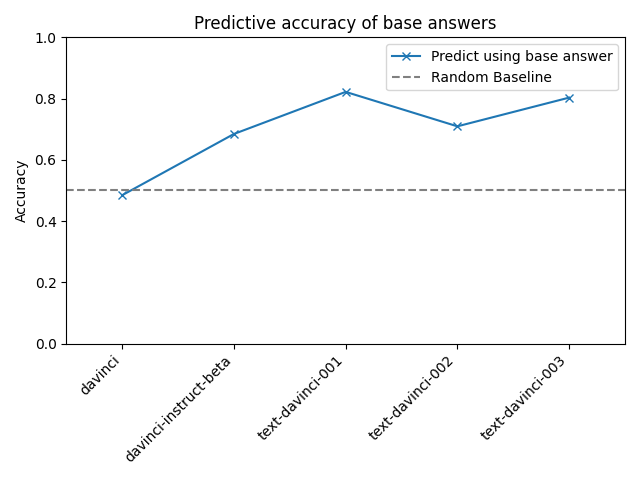 Predictive accuracy of base answers
1.0
Predict using base answer
Random Baseline
0.8
0.6
0.4
0.2
0.0
Accuracy
davinci
davinci-instruct-beta
text-davinci-001
text-davinci-002
text-davinci-003